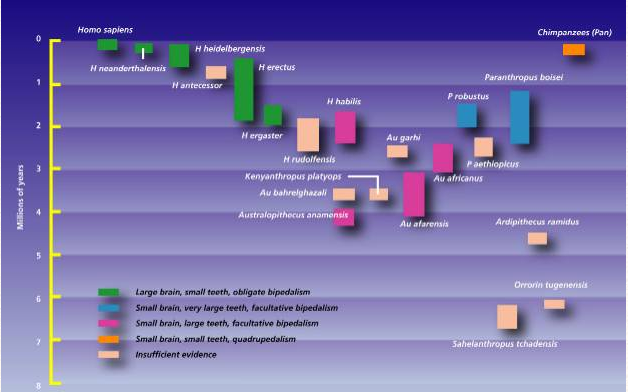 Homo sapiens
Chimpanzees (Pan)
0
H heidelbergensis
H neanderthalensis
H erectus
Paranthropus boisei
1
H antecessor
P robustus
H habilis
2
H ergaster
Au garhi
H rudolfensis
P aethiopicus
3
Kenyanthropus platyops
Au africanus
Au bahrelghazali
Millions of years
4
Australopithecus anamensis
Au afarensis
Ardipithecus ramidus
5
Orrorin tugenensis
Large brain, small teeth, obligate bipedalism
6
Small brain, very large teeth, facultative bipedalism
Small brain, large teeth, facultative bipedalism
Small brain, small teeth, quadrupedalism
7
Sahelanthropus tchadensis
Insufficient evidence
8